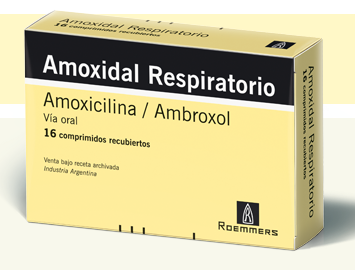 Amoxidal Respiratorio
Amoxicilina / Ambroxol
Vía oral
16 comprimidos recubiertos
Venta bajo receta archivada
Industria Argentina
ROEMMERS
Amoxidal Respiratorio
16 comprimidos recubiertos
ROEMMERS